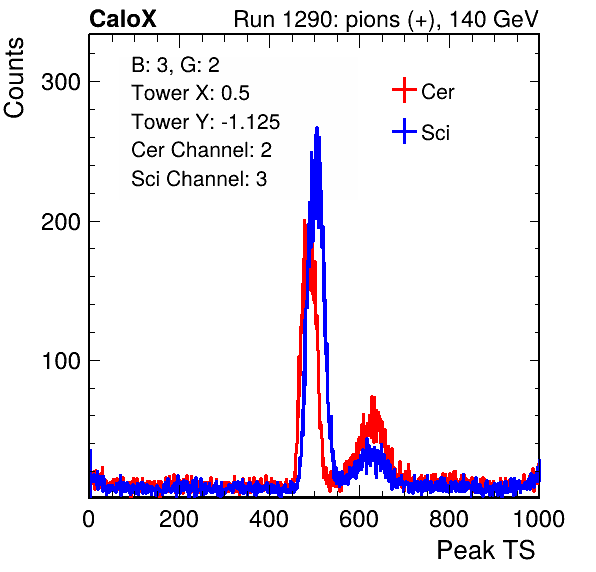 CaloX Run 1290: pions (+), 140 GeV
Counts
B: 3, G: 2
Tower X: 0.5
Tower Y: -1.125
Cer Channel: 2
Sci Channel: 3
Cer
Sci
300
200
100
0 200 400 600 800 1000
Peak TS